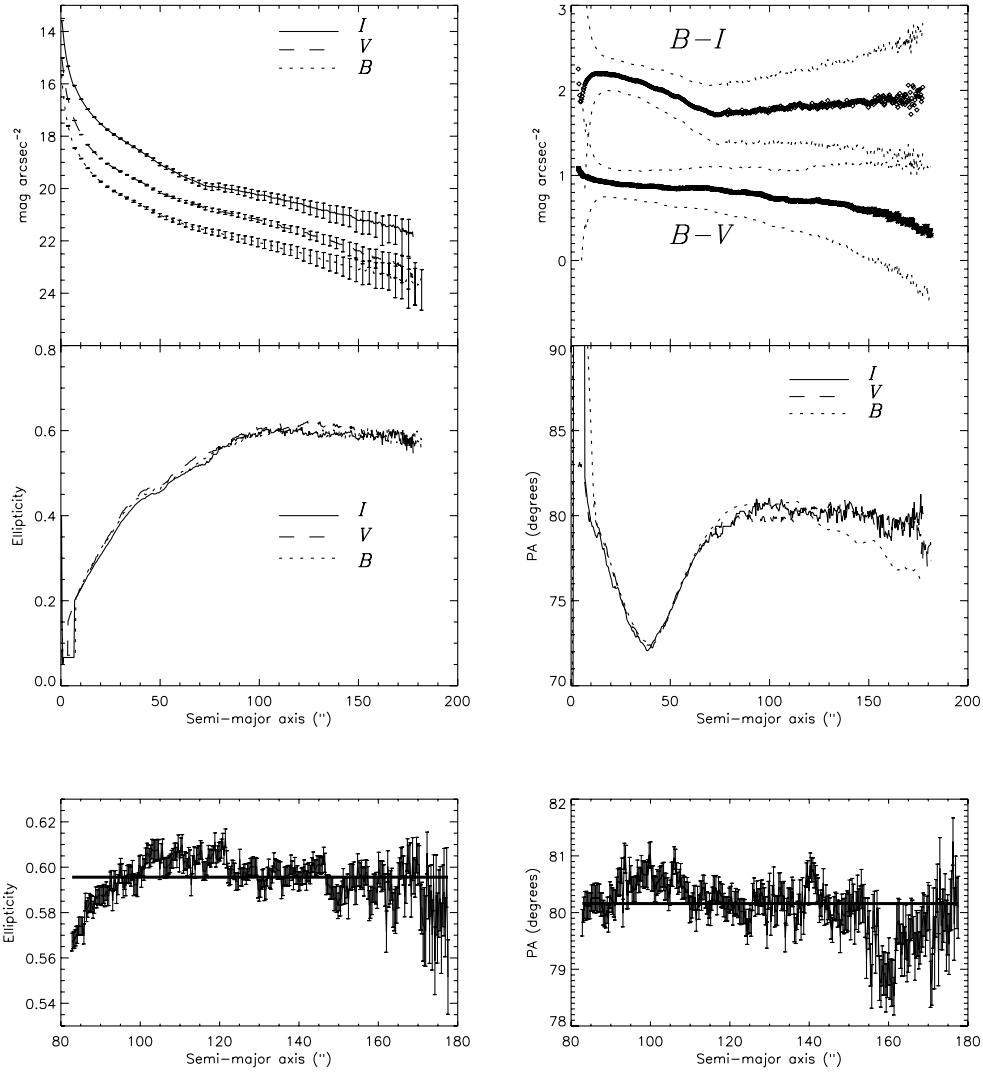 14
16
18
20
22
24
mag arcsec⁻²
I
V
B
3
2
1
0
mag arcsec⁻²
B−I
B−V
0.8
0.6
0.4
0.2
0.0
Ellipticity
I
V
B
0 50 100 150 200
Semi-major axis (")
90
85
80
75
70
PA (degrees)
I
V
B
0 50 100 150 200
Semi-major axis (")
0.62
0.60
0.58
0.56
0.54
Ellipticity
80 100 120 140 160 180
Semi-major axis (")
82
81
80
79
78
PA (degrees)
80 100 120 140 160 180
Semi-major axis (")